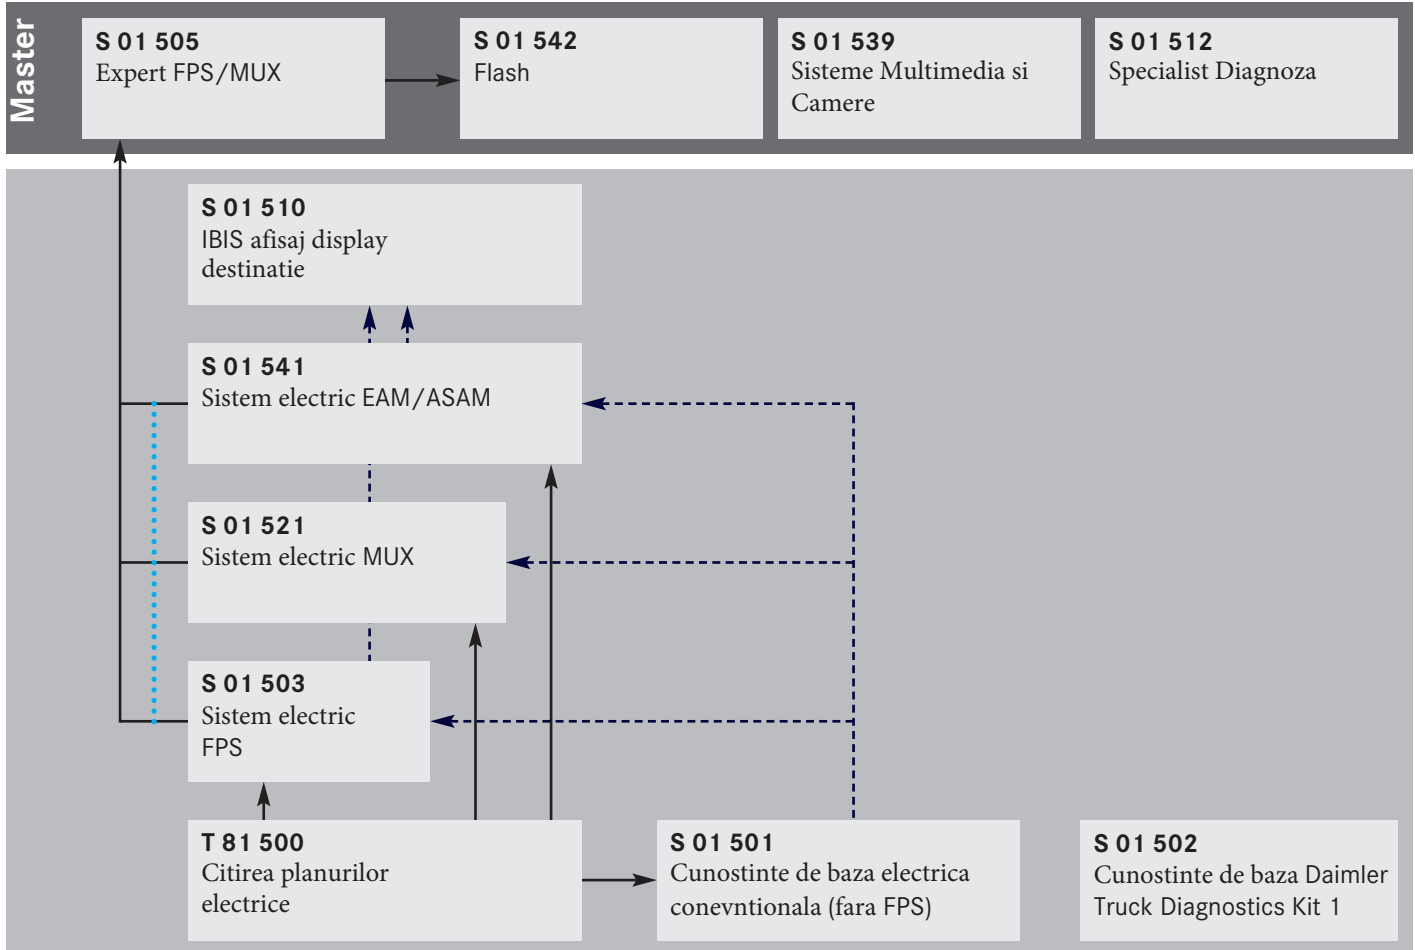 Master
S 01 505
Expert FPS/MUX
S 01 542
Flash
S 01 539
Sisteme Multimedia si
Camere
S 01 512
Specialist Diagnoza
S 01 510
IBIS afisaj display
destinatie
S 01 541
Sistem electric EAM/ASAM
S 01 521
Sistem electric MUX
S 01 503
Sistem electric
FPS
T 81 500
Citirea planurilor
electrice
S 01 501
Cunostinte de baza electrica
conevntionala (fara FPS)
S 01 502
Cunostinte de baza Daimler
Truck Diagnostics Kit 1